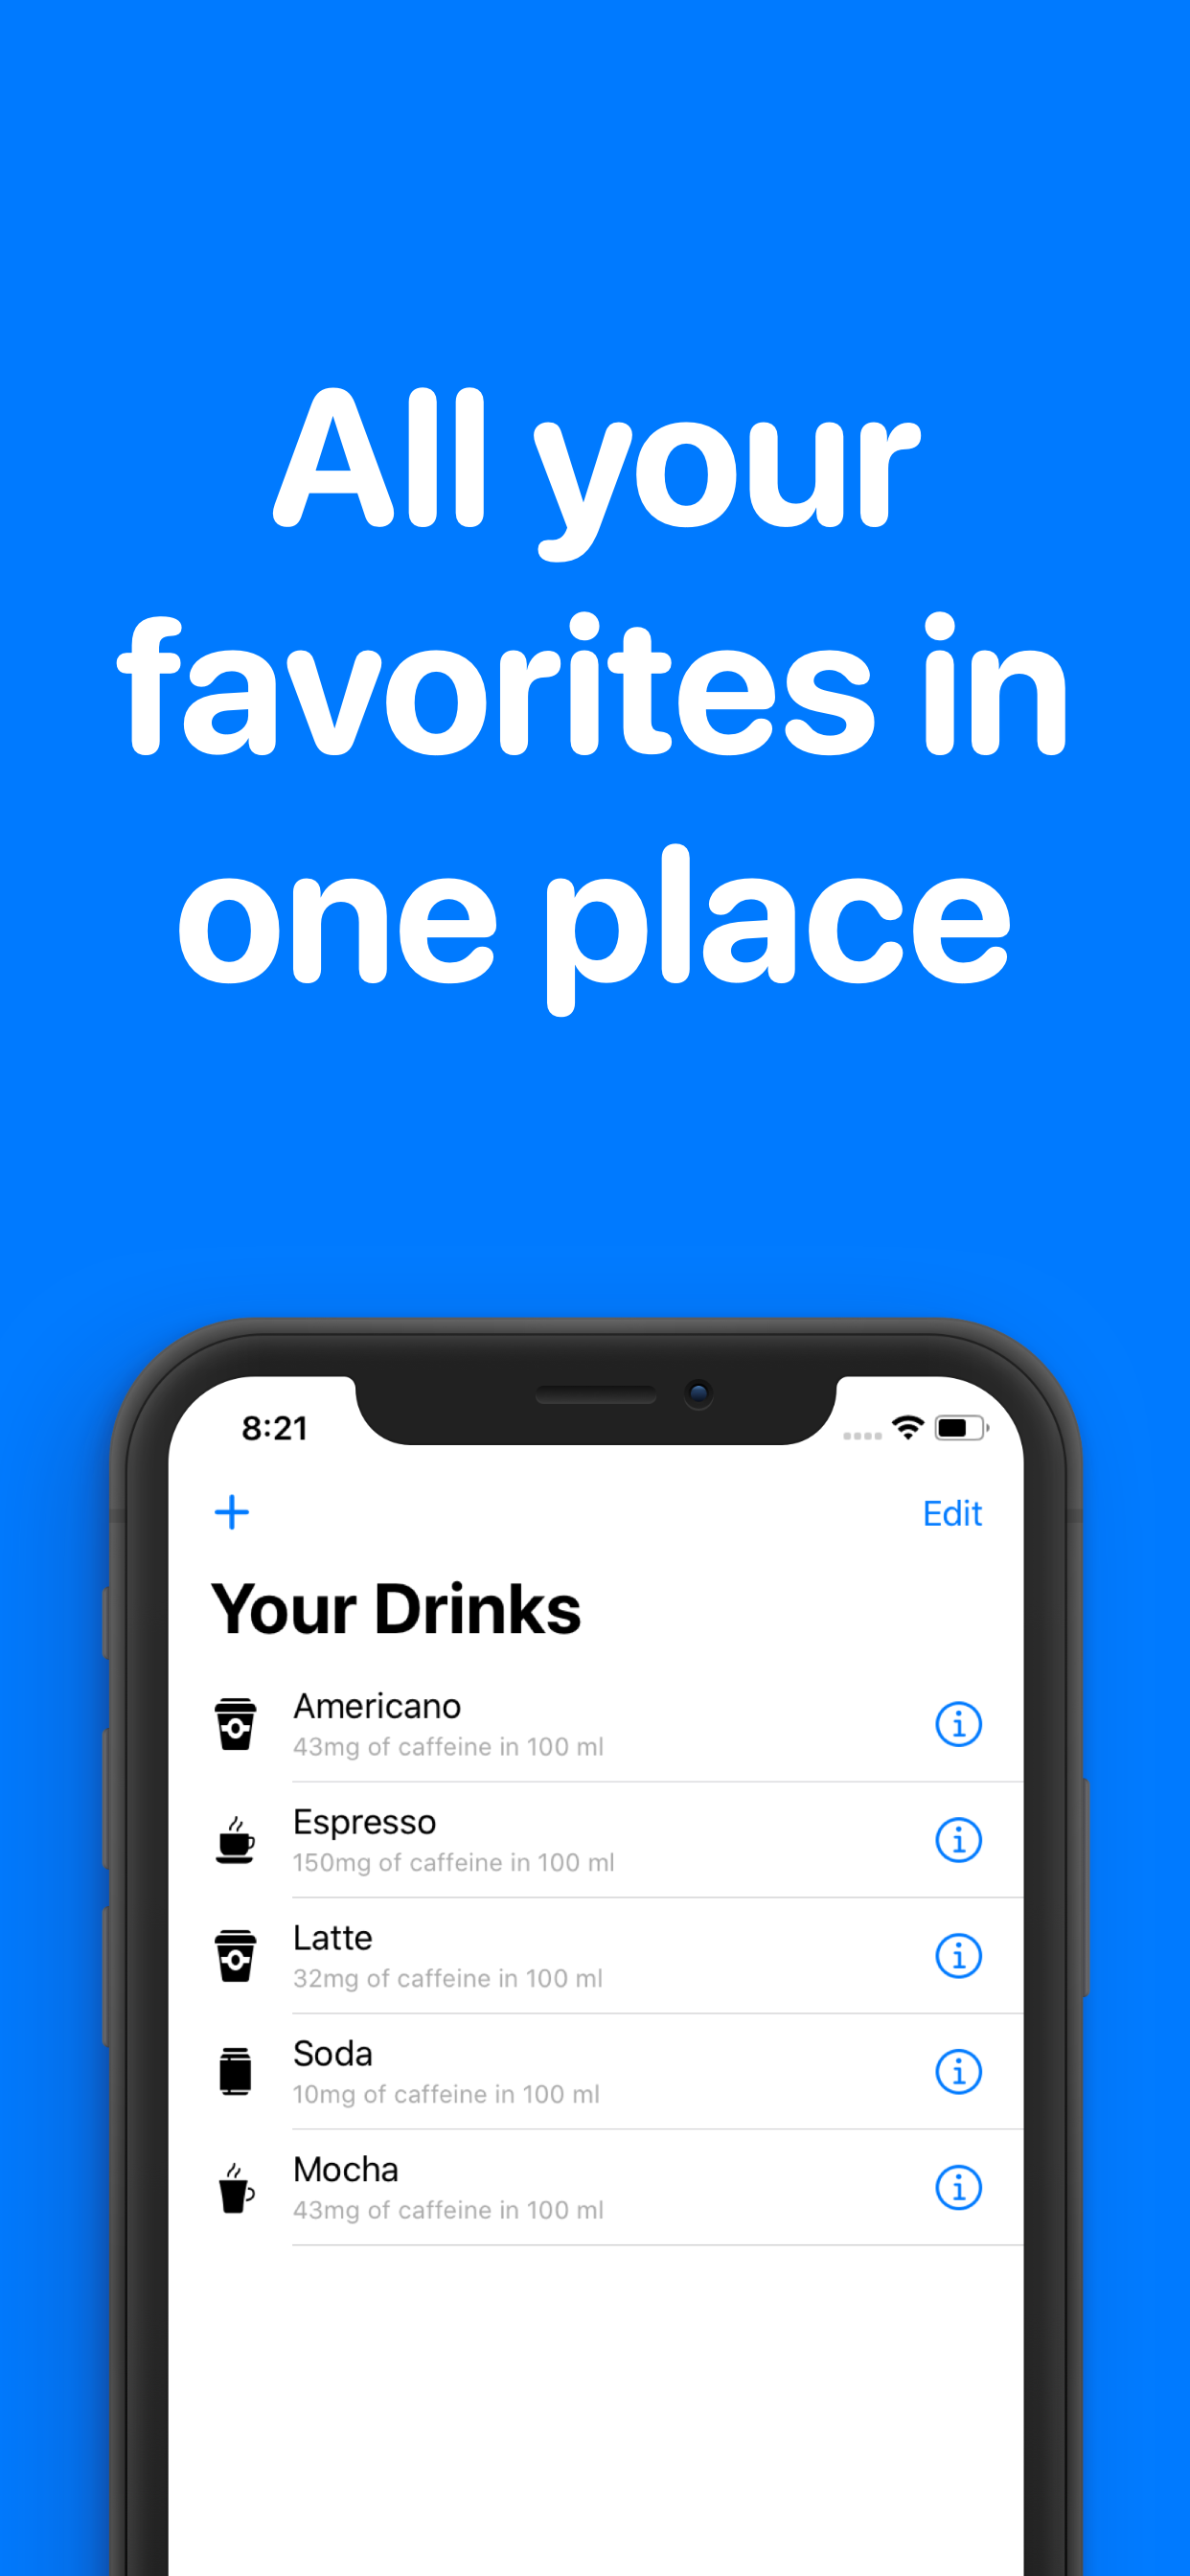 All your
favorites in
one place
8:21
Edit
Your Drinks
Americano
43mg of caffeine in 100 ml
Espresso
150mg of caffeine in 100 ml
Latte
32mg of caffeine in 100 ml
Soda
10mg of caffeine in 100 ml
Mocha
43mg of caffeine in 100 ml